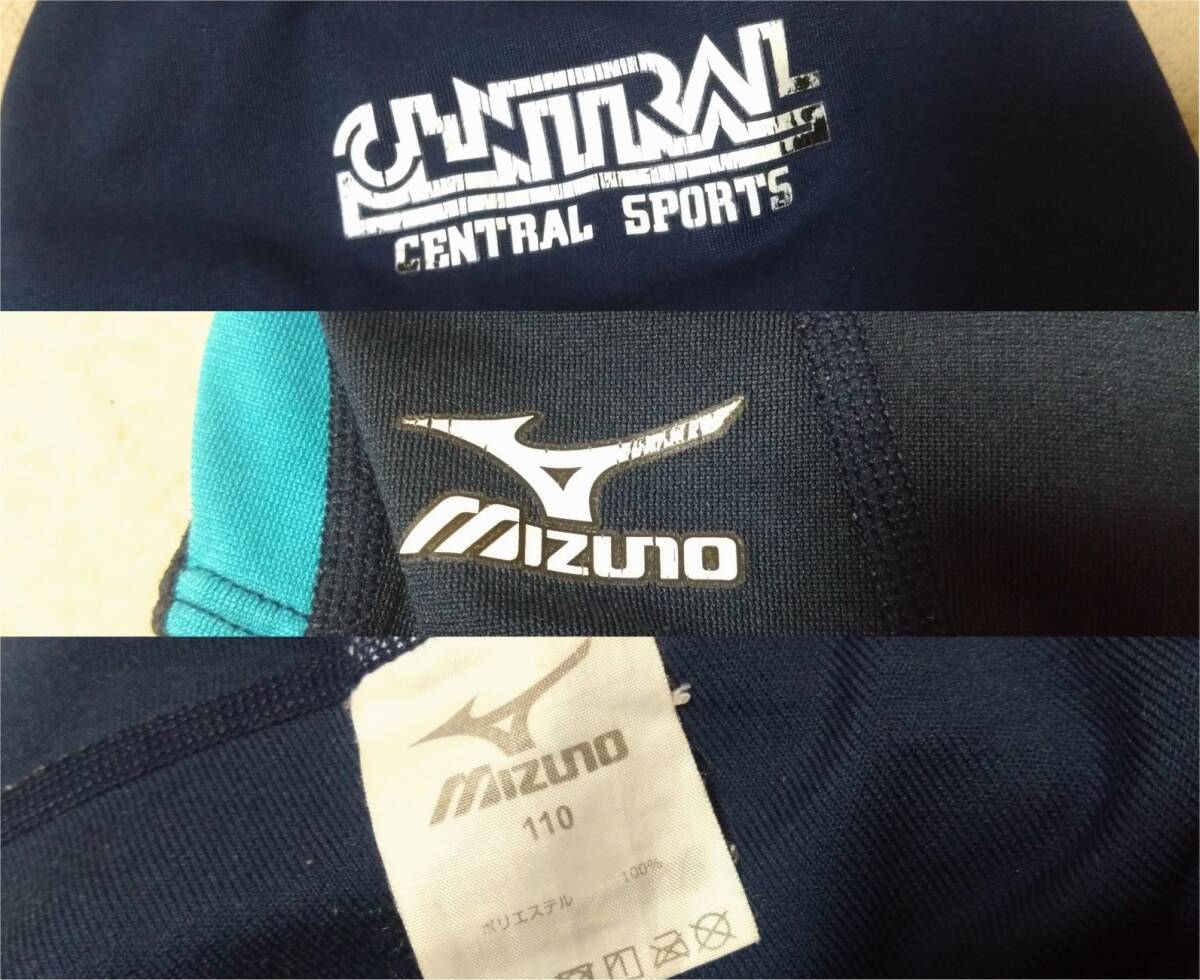 CENTRAL
CENTRAL SPORTS
MIZUNO
MIZUNO
110
ポリエステル 100%